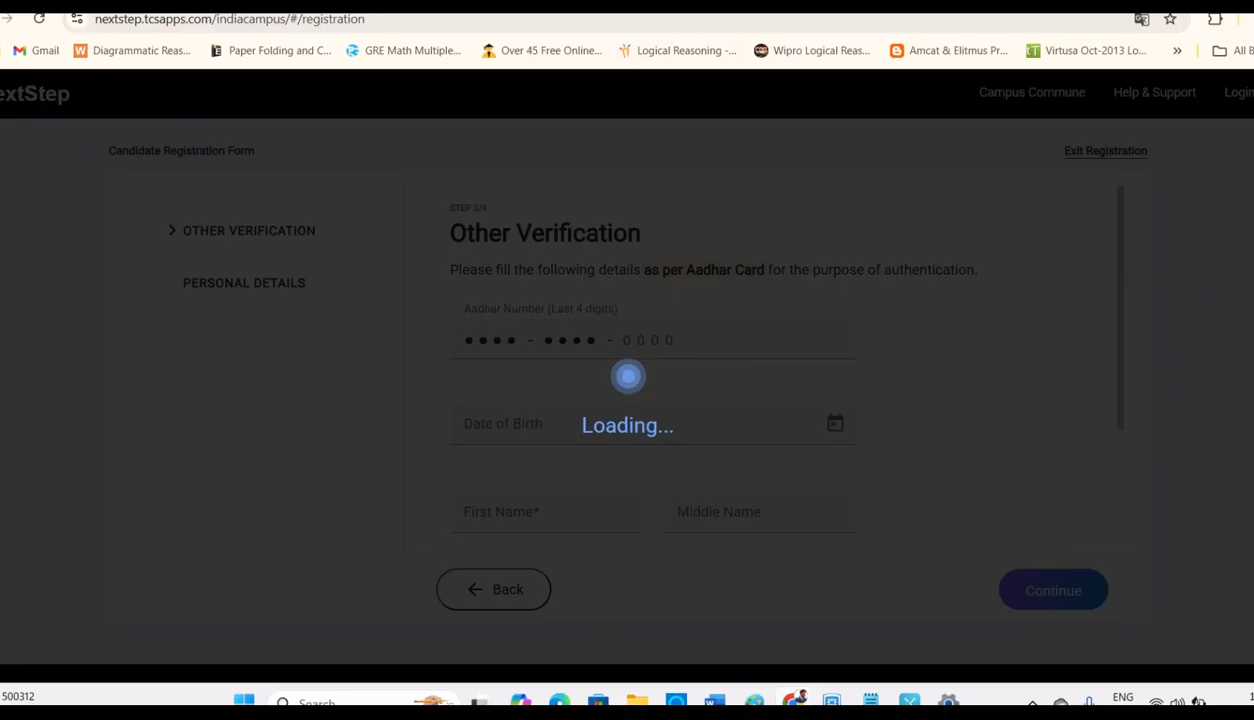 nextstep.tcsapps.com/indiacampus/#/registration
Gmail Diagrammatic Reas... Paper Folding and C... GRE Math Multiple... Over 45 Free Online... Logical Reasoning -... Wipro Logical Reas... Amcat & Elitmus Pr... Virtusa Oct-2013 Lo... » All B
extStep Campus Commune Help & Support Login
Candidate Registration Form Exit Registration
STEP 3/4
OTHER VERIFICATION
Other Verification
Please fill the following details as per Aadhar Card for the purpose of authentication.
PERSONAL DETAILS
Aadhar Number (Last 4 digits)
•••• - •••• - 0000
Date of Birth
Loading...
First Name* Middle Name
Back Continue
500312 Search ENG